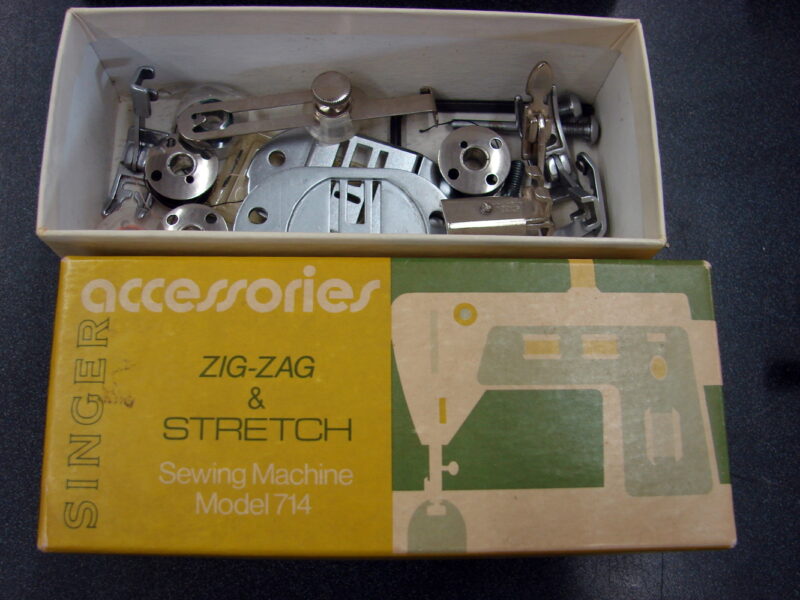 accessories
SINGER
ZIG-ZAG
&
STRETCH
Sewing Machine
Model 714